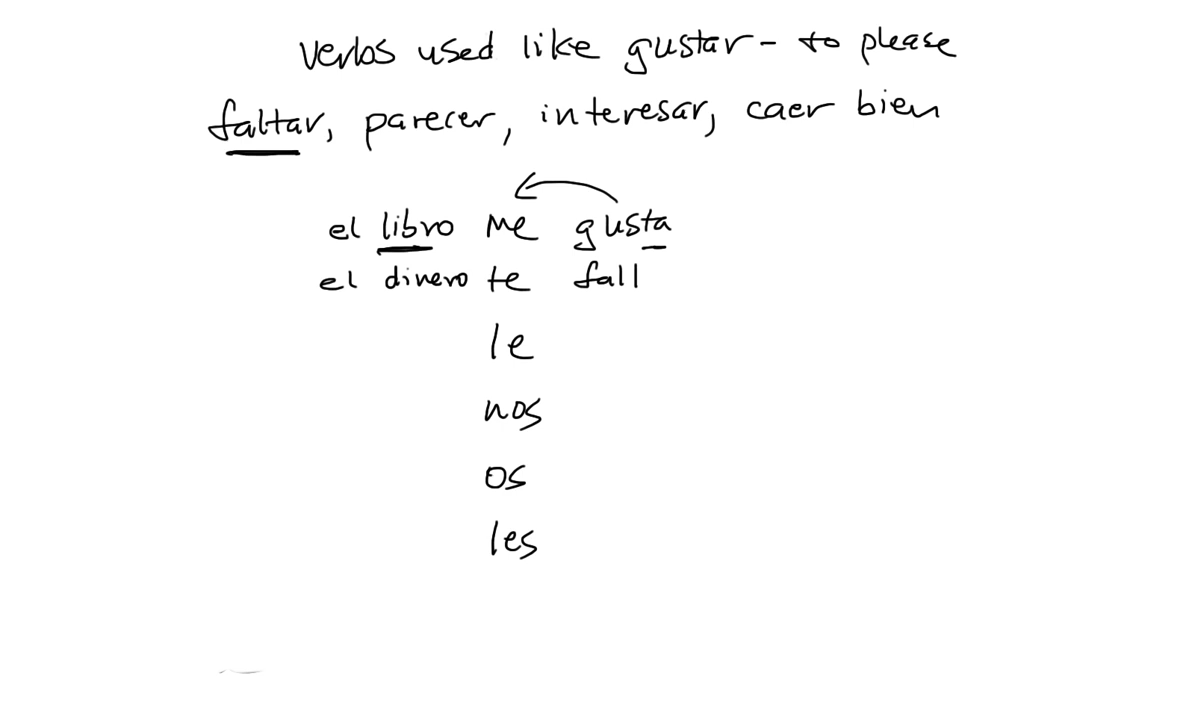 Verbs used like gustar - to please
faltar, parecer, interesar, caer bien
el libro me gusta
el dinero te fall
le
nos
os
les